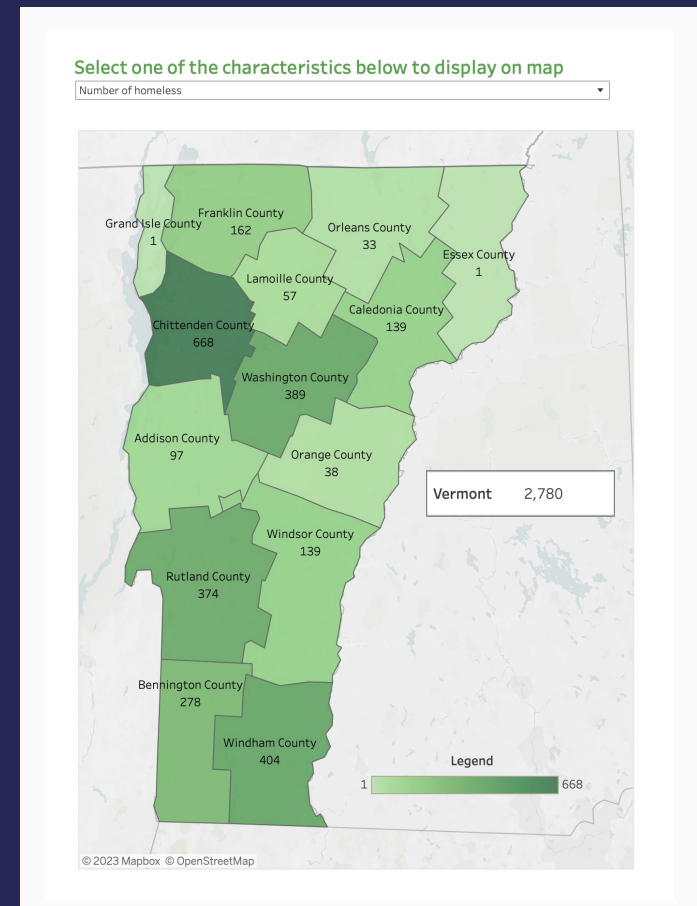 Select one of the characteristics below to display on map
Number of homeless
Grand Isle County
1
Franklin County
162
Orleans County
33
Essex County
1
Lamoille County
57
Caledonia County
139
Chittenden County
668
Washington County
389
Addison County
97
Orange County
38
Vermont 2,780
Windsor County
139
Rutland County
374
Bennington County
278
Windham County
404
Legend
1 668
© 2023 Mapbox © OpenStreetMap